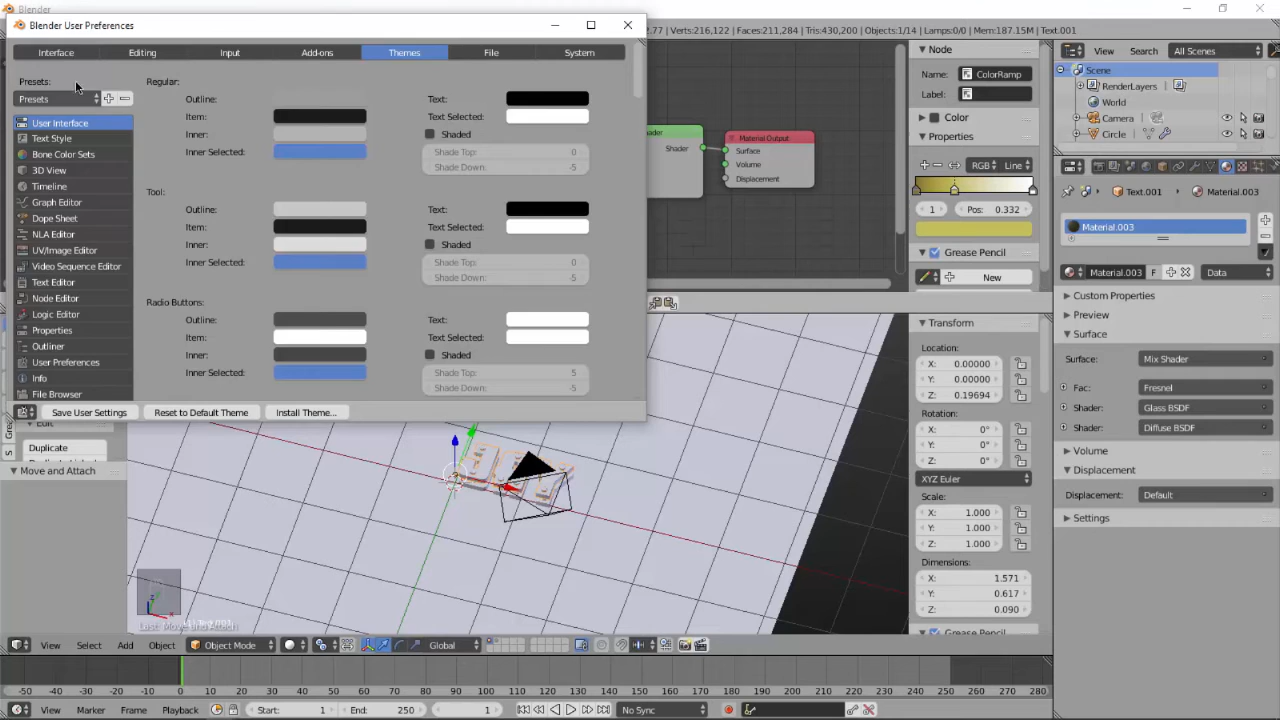 Blender
Blender User Preferences
Interface
Editing
Input
Add-ons
Themes
File
System
Presets:
Presets
User Interface
Text Style
Bone Color Sets
3D View
Timeline
Graph Editor
Dope Sheet
NLA Editor
UV/Image Editor
Video Sequence Editor
Text Editor
Node Editor
Logic Editor
Properties
Outliner
User Preferences
Info
File Browser
Regular:
Outline:
Item:
Inner:
Inner Selected:
Text:
Text Selected:
Shaded
Shade Top: 0
Shade Down: -5
Tool:
Outline:
Item:
Inner:
Inner Selected:
Text:
Text Selected:
Shaded
Shade Top: 0
Shade Down: -5
Radio Buttons:
Outline:
Item:
Inner:
Inner Selected:
Text:
Text Selected:
Shaded
Shade Top: 5
Shade Down: -5
Save User Settings
Reset to Default Theme
Install Theme...
Edit
Duplicate
Move and Attach
.77 | Verts:216,122 | Faces:211,284 | Tris:430,200 | Objects:1/14 | Lamps:0/0 | Mem:187.15M | Text.001
Shader
Material Output
Surface
Volume
Displacement
Node
Name: ColorRamp
Label:
Color
Properties
RGB Line
1 Pos: 0.332
Grease Pencil
New
View
Search
All Scenes
Scene
RenderLayers
World
Camera
Circle
Text.001
Material.003
Material.003
Material.003
F
Data
Custom Properties
Preview
Surface
Surface: Mix Shader
Fac: Fresnel
Shader: Glass BSDF
Shader: Diffuse BSDF
Volume
Displacement
Displacement: Default
Settings
Transform
Location:
X: 0.00000
Y: 0.00000
Z: 0.19694
Rotation:
X: 0°
Y: 0°
Z: 0°
XYZ Euler
Scale:
X: 1.000
Y: 1.000
Z: 1.000
Dimensions:
X: 1.571
Y: 0.617
Z: 0.090
Grease Pencil
Last: Move and Attach
View
Select
Add
Object
Object Mode
Global
-50 -40 -30 -20 -10 0 10 20 30 40 50 60 70 80 90 100 110 120 130 140 150 160 170 180 190 200 210 220 230 240 250 260 270 280
View
Marker
Frame
Playback
Start: 1
End: 250
1
No Sync